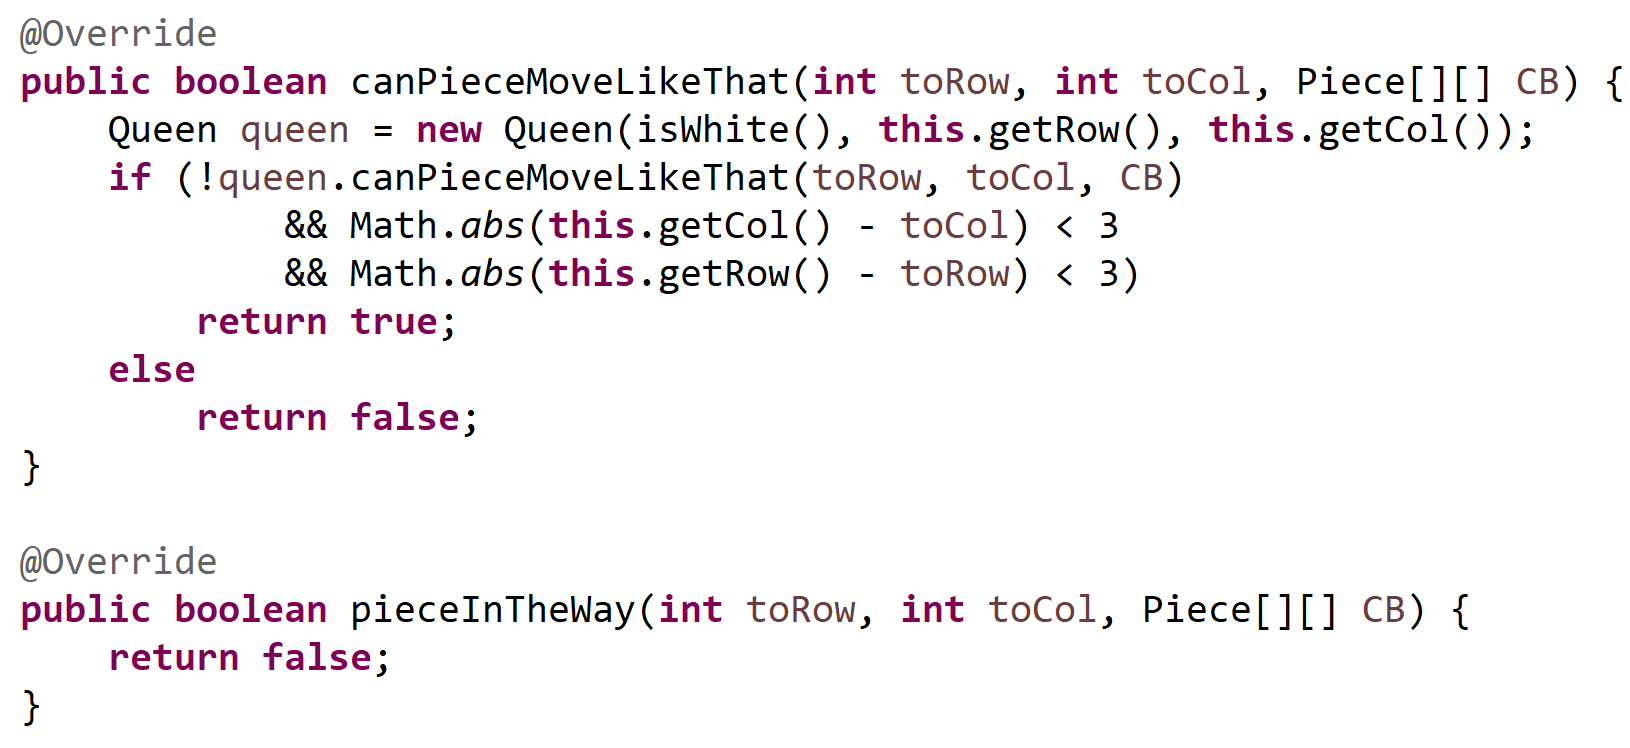 @Override
public boolean canPieceMoveLikeThat(int toRow, int toCol, Piece[][] CB) {
    Queen queen = new Queen(isWhite(), this.getRow(), this.getCol());
    if (!queen.canPieceMoveLikeThat(toRow, toCol, CB)
            && Math.abs(this.getCol() - toCol) < 3
            && Math.abs(this.getRow() - toRow) < 3)
        return true;
    else
        return false;
}

@Override
public boolean pieceInTheWay(int toRow, int toCol, Piece[][] CB) {
    return false;
}